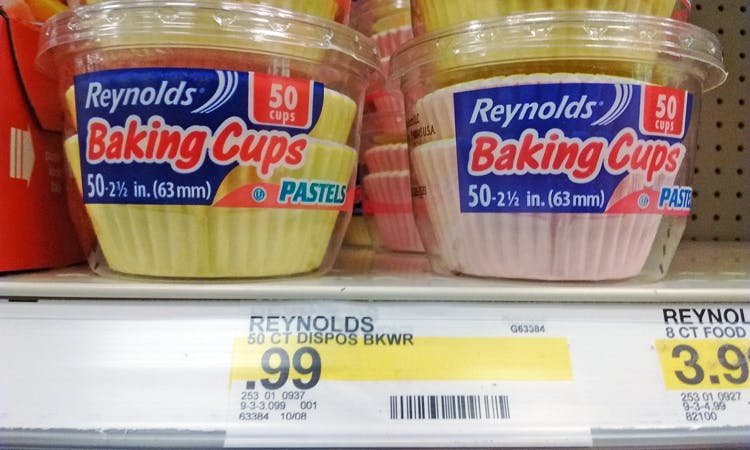 Reynolds
50
CUPS
Baking Cups
50-2½ in. (63mm)
U
PASTELS
U.S.A.
Reynolds
50
CUPS
Baking Cups
50-2½ in. (63mm)
PASTE
REYNOLDS
G63384
50 CT DISPOS BKWR
.99
253 01 0937
9-3-3.099 001
63384 10/08
REYNOL
8 CT FOOD
3.9
253 01 0927
9-3-4.99
82100